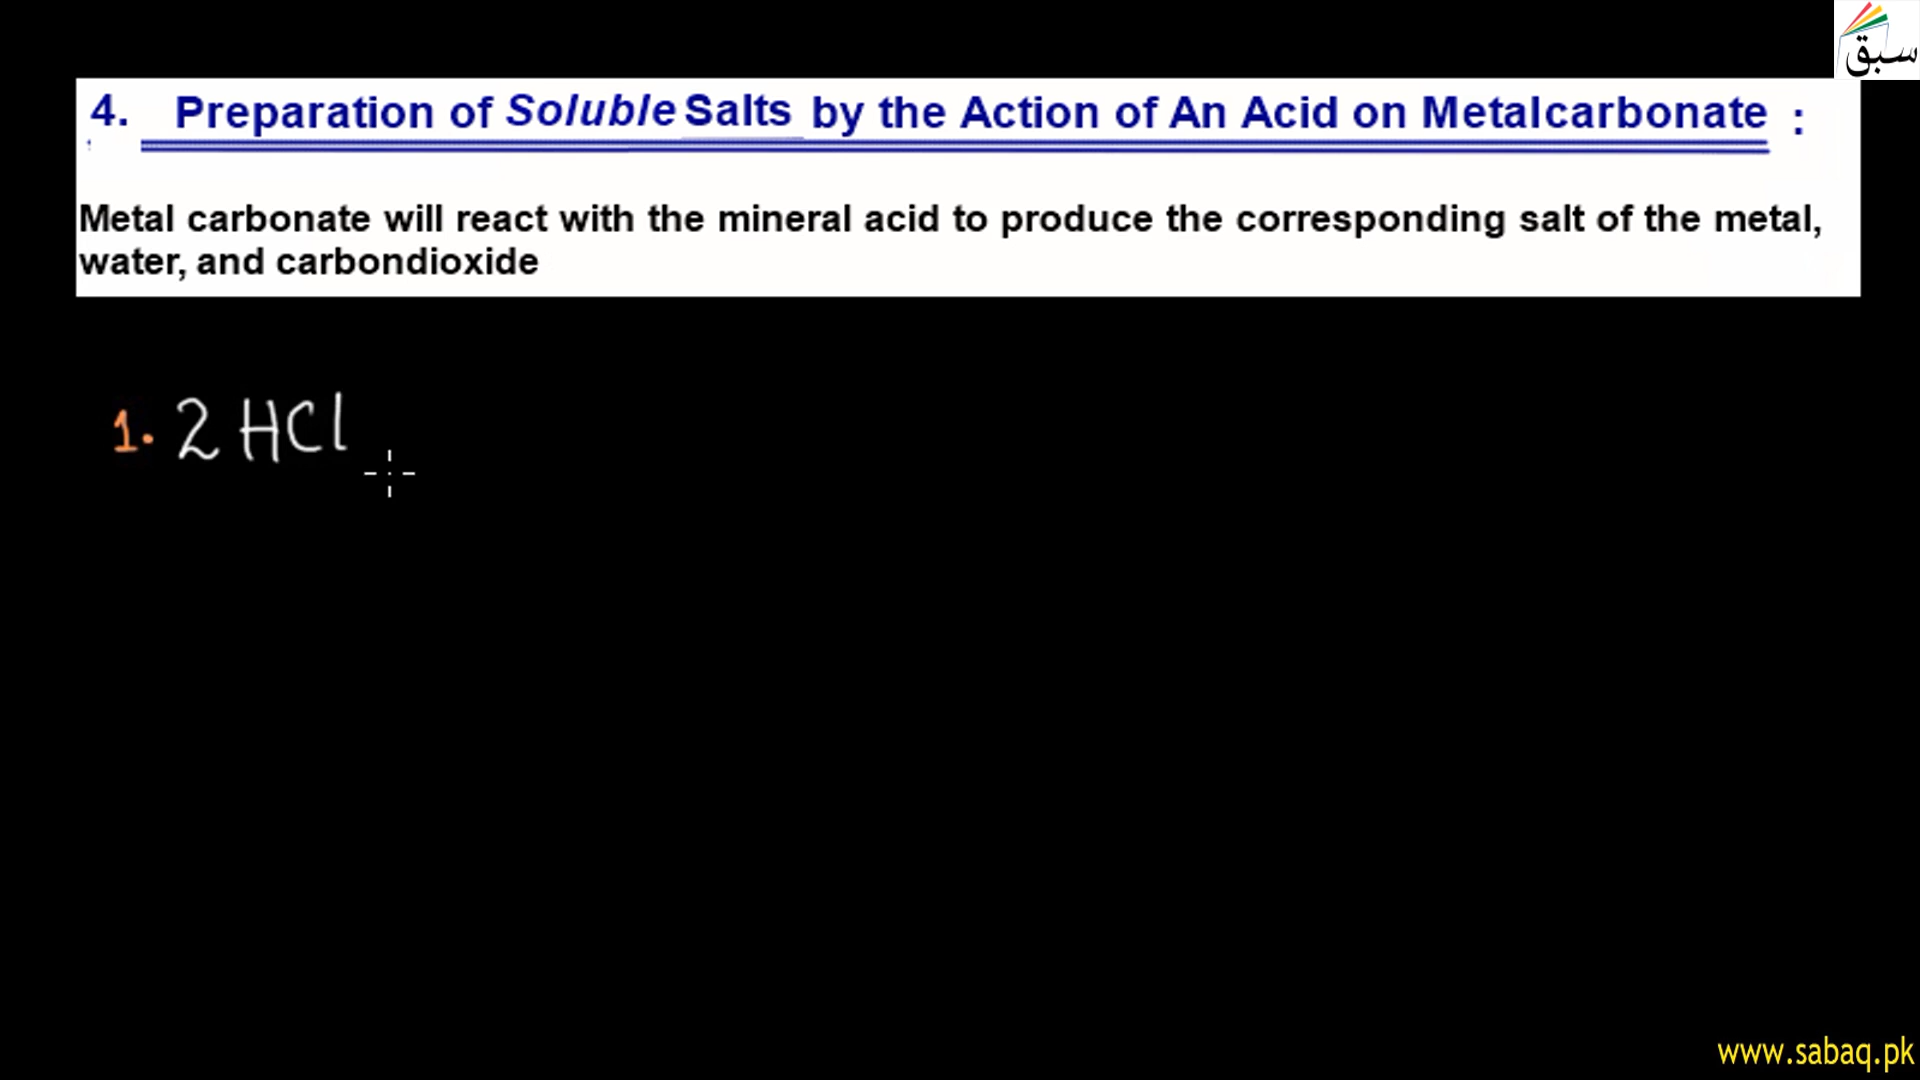 سبق
4. Preparation of Soluble Salts by the Action of An Acid on Metalcarbonate :
Metal carbonate will react with the mineral acid to produce the corresponding salt of the metal,
water, and carbondioxide
1. 2 HCl
www.sabaq.pk